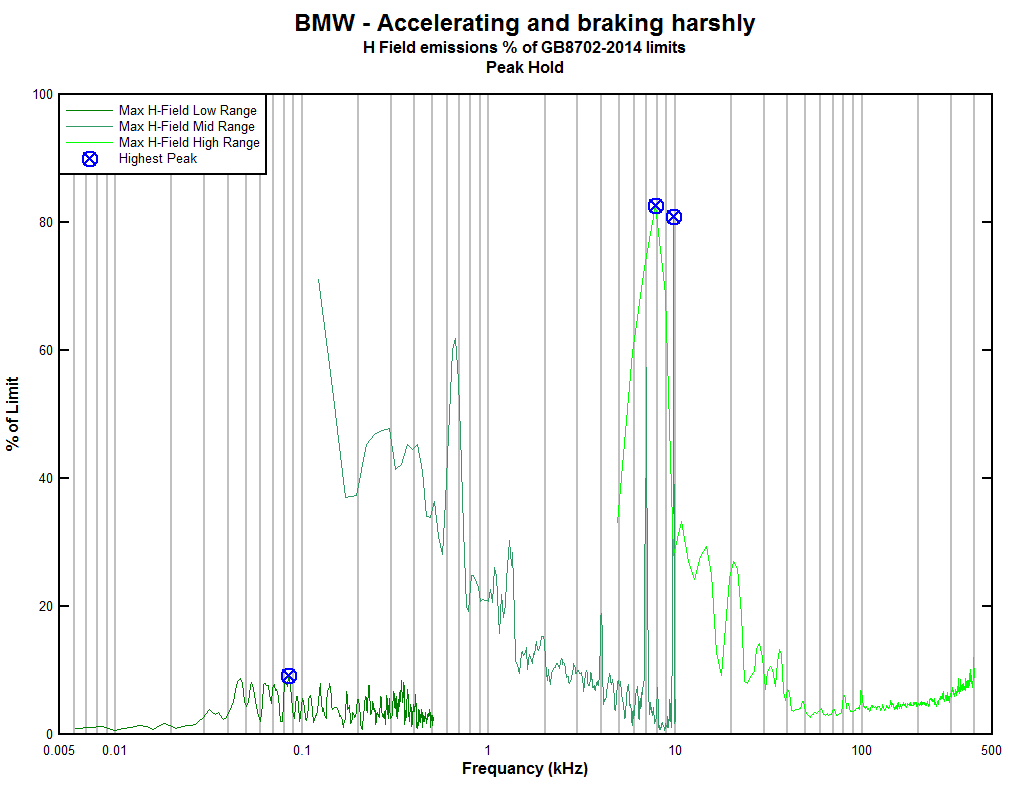 BMW - Accelerating and braking harshly
H Field emissions % of GB8702-2014 limits
Peak Hold
100
Max H-Field Low Range
Max H-Field Mid Range
Max H-Field High Range
Highest Peak
80
60
% of Limit
40
20
0
0.005 0.01 0.1 1 10 100 500
Frequancy (kHz)